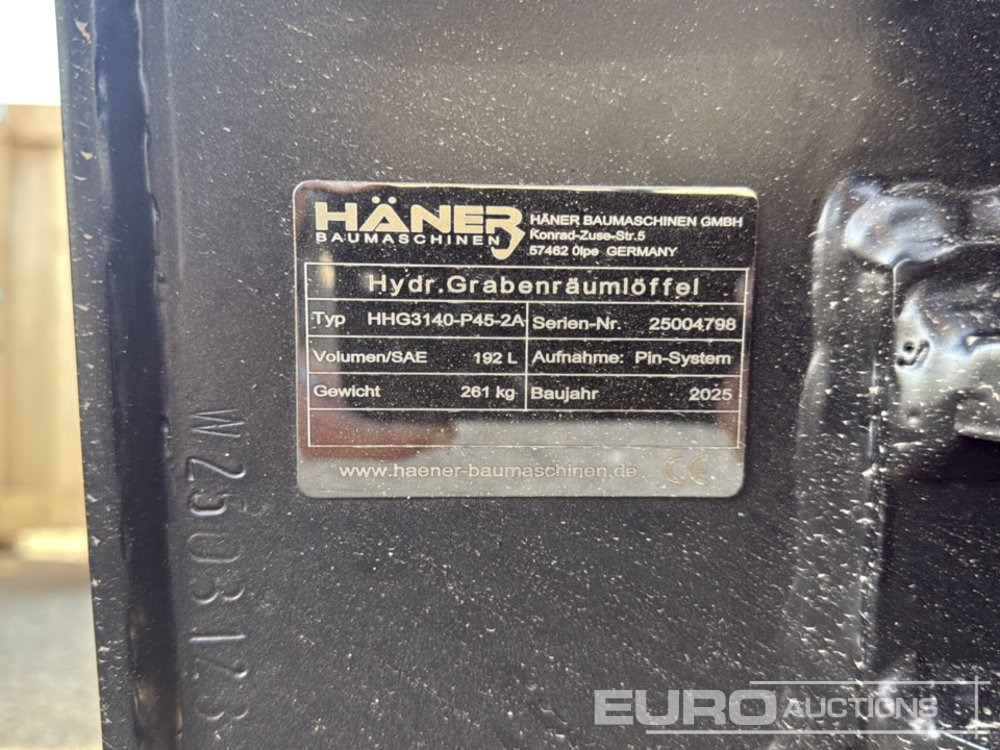 HÄNER
BAUMASCHINEN
HÄNER BAUMASCHINEN GMBH
Konrad-Zuse-Str.5
57462 Olpe GERMANY
Hydr.Grabenräumlöffel
Typ HHG3140-P45-2A Serien-Nr. 25004798
Volumen/SAE 192 L Aufnahme: Pin-System
Gewicht 261 kg Baujahr 2025
www.haener-baumaschinen.de CE
W2503123
EURO AUCTIONS